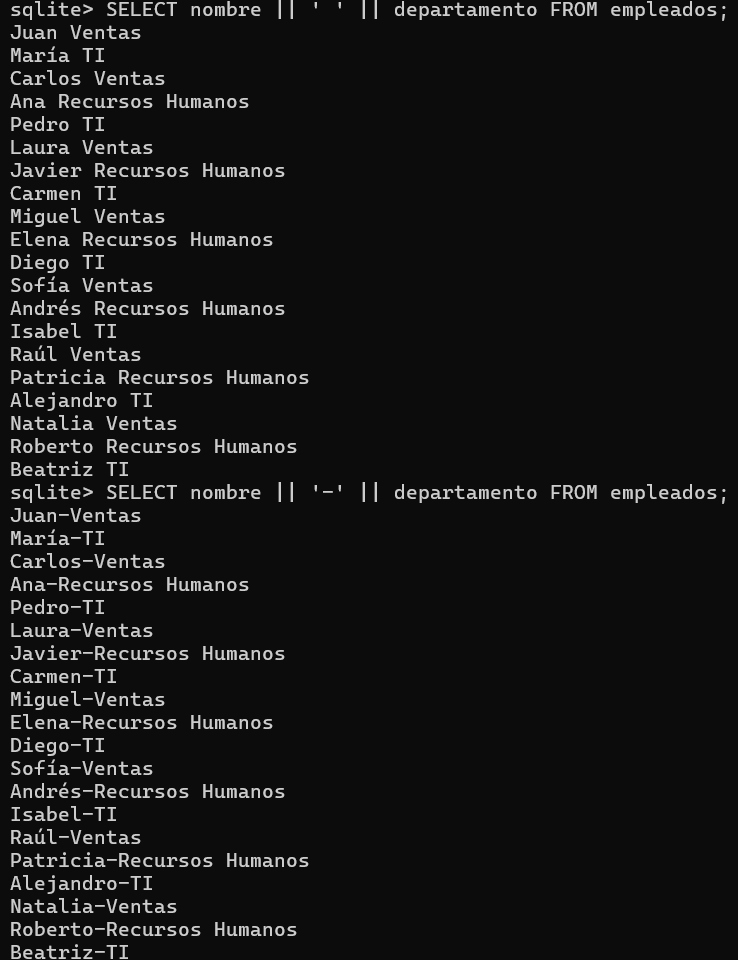 sqlite> SELECT nombre || ' ' || departamento FROM empleados;
Juan Ventas
María TI
Carlos Ventas
Ana Recursos Humanos
Pedro TI
Laura Ventas
Javier Recursos Humanos
Carmen TI
Miguel Ventas
Elena Recursos Humanos
Diego TI
Sofía Ventas
Andrés Recursos Humanos
Isabel TI
Raúl Ventas
Patricia Recursos Humanos
Alejandro TI
Natalia Ventas
Roberto Recursos Humanos
Beatriz TI
sqlite> SELECT nombre || '-' || departamento FROM empleados;
Juan-Ventas
María-TI
Carlos-Ventas
Ana-Recursos Humanos
Pedro-TI
Laura-Ventas
Javier-Recursos Humanos
Carmen-TI
Miguel-Ventas
Elena-Recursos Humanos
Diego-TI
Sofía-Ventas
Andrés-Recursos Humanos
Isabel-TI
Raúl-Ventas
Patricia-Recursos Humanos
Alejandro-TI
Natalia-Ventas
Roberto-Recursos Humanos
Beatriz-TI